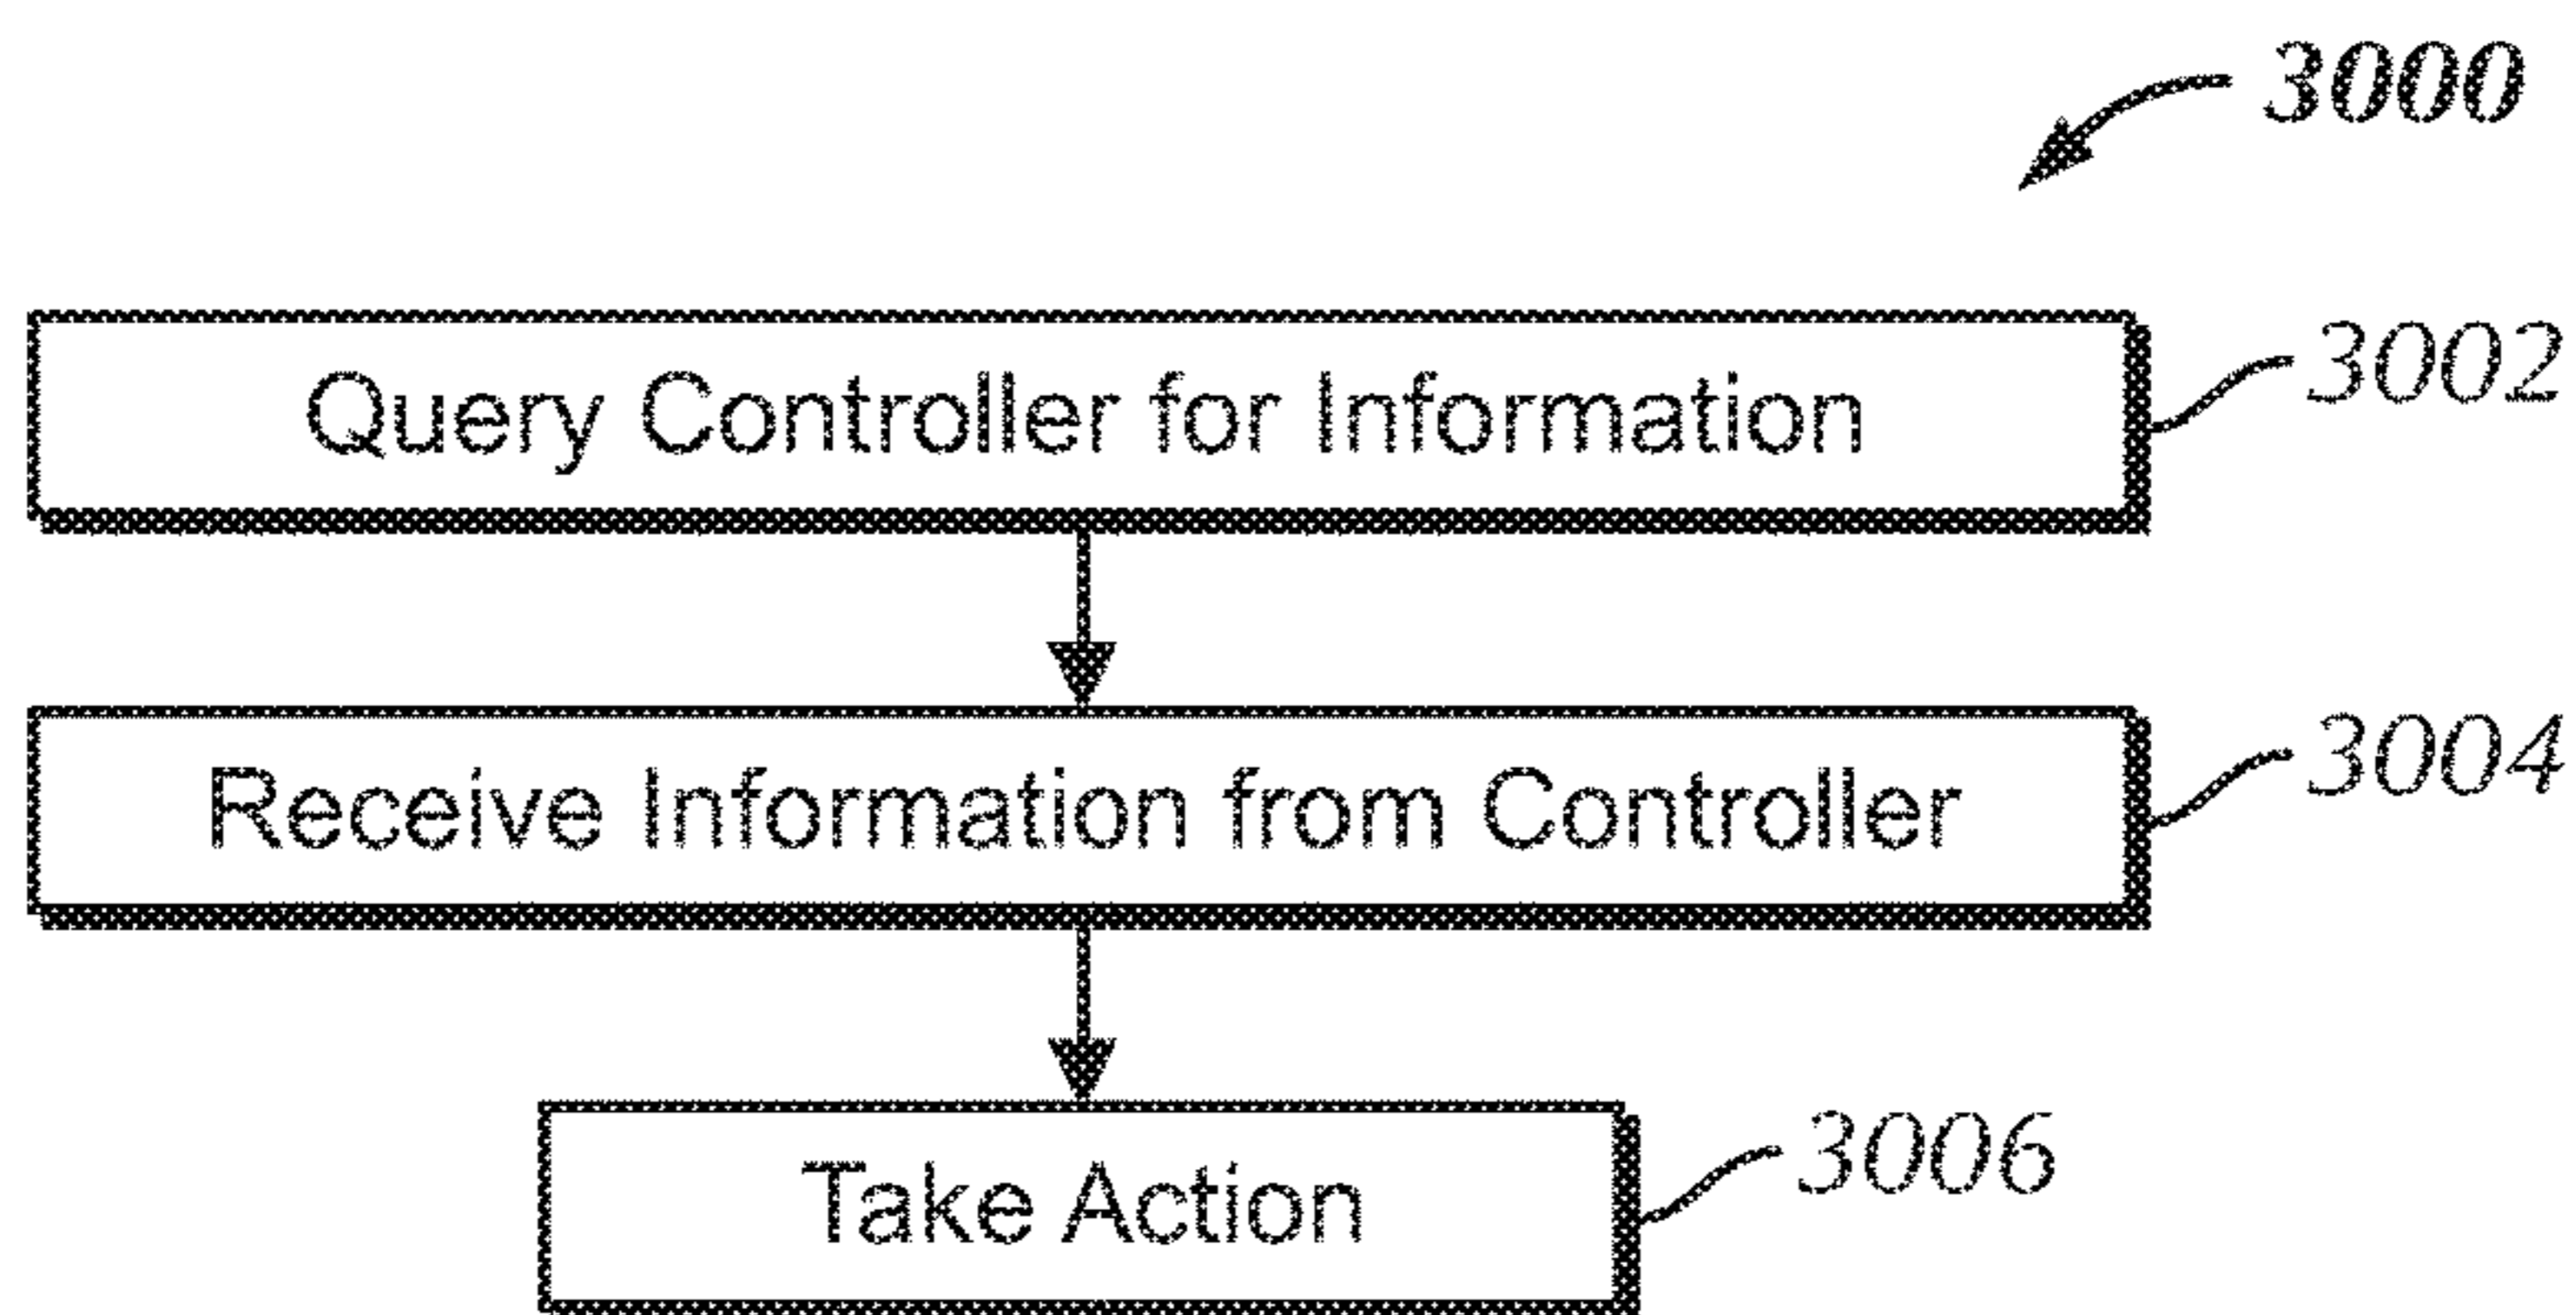 3000
Query Controller for Information
3002
Receive Information from Controller
3004
Take Action
3006